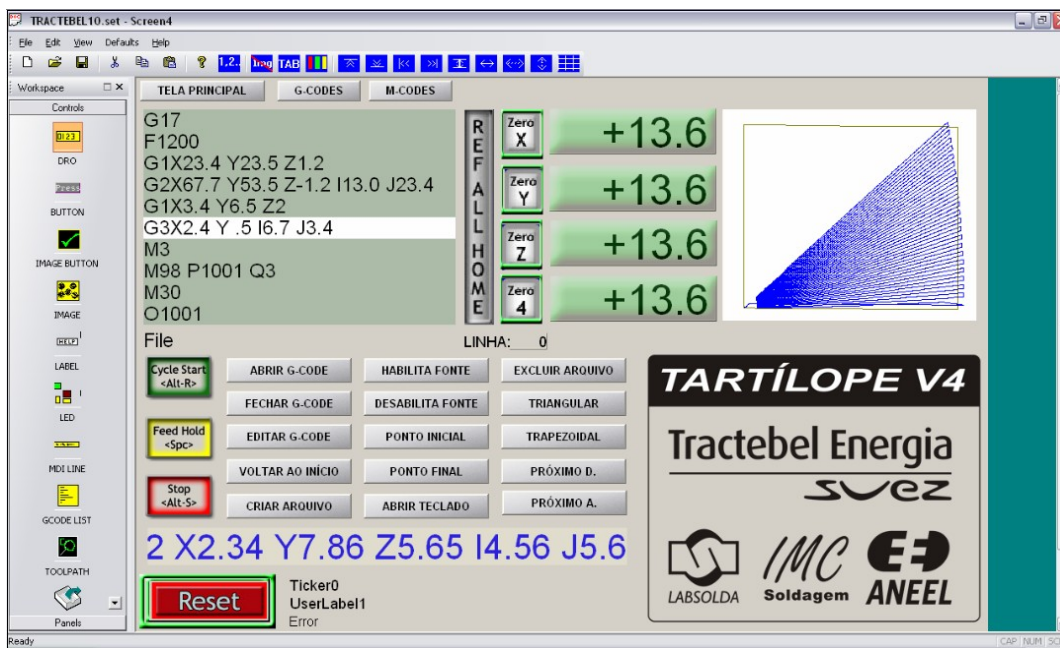 TRACTEBEL10.set - Screen4
File Edit View Defaults Help
1,2.. Img TAB
Workspace
Controls
DRO
Press
BUTTON
IMAGE BUTTON
IMAGE
HELP
LABEL
LED
MDI LINE
GCODE LIST
TOOLPATH
Panels
TELA PRINCIPAL G-CODES M-CODES
G17
F1200
G1X23.4 Y23.5 Z1.2
G2X67.7 Y53.5 Z-1.2 I13.0 J23.4
G1X3.4 Y6.5 Z2
G3X2.4 Y .5 I6.7 J3.4
M3
M98 P1001 Q3
M30
O1001
REF ALL HOME
Zero X +13.6
Zero Y +13.6
Zero Z +13.6
Zero 4 +13.6
File LINHA: 0
Cycle Start <Alt-R>
Feed Hold <Spc>
Stop <Alt-S>
ABRIR G-CODE HABILITA FONTE EXCLUIR ARQUIVO
FECHAR G-CODE DESABILITA FONTE TRIANGULAR
EDITAR G-CODE PONTO INICIAL TRAPEZOIDAL
VOLTAR AO INÍCIO PONTO FINAL PRÓXIMO D.
CRIAR ARQUIVO ABRIR TECLADO PRÓXIMO A.
2 X2.34 Y7.86 Z5.65 I4.56 J5.6
Reset
Ticker0
UserLabel1
Error
TARTÍLOPE V4
Tractebel Energia
SUEZ
LABSOLDA
IMC
Soldagem
ANEEL
Ready
CAP NUM